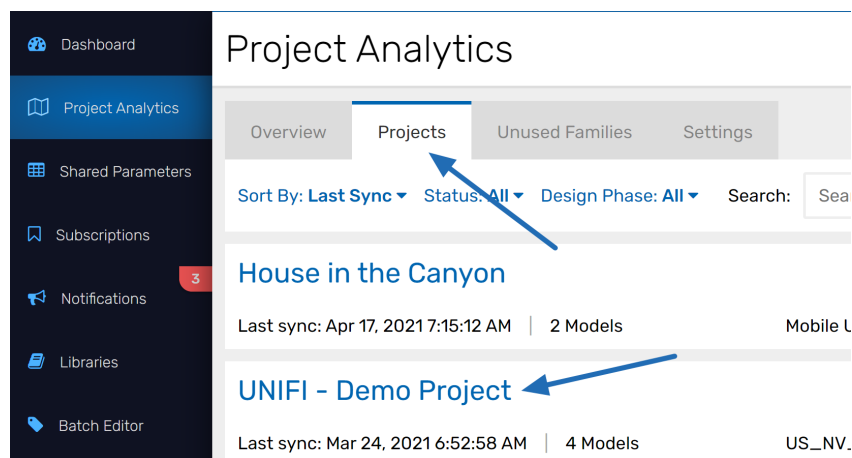 Dashboard
Project Analytics
Shared Parameters
Subscriptions
3
Notifications
Libraries
Batch Editor
Project Analytics
Overview Projects Unused Families Settings
Sort By: Last Sync Status: All Design Phase: All Search: Sea
House in the Canyon
Last sync: Apr 17, 2021 7:15:12 AM | 2 Models Mobile U
UNIFI - Demo Project
Last sync: Mar 24, 2021 6:52:58 AM | 4 Models US_NV_